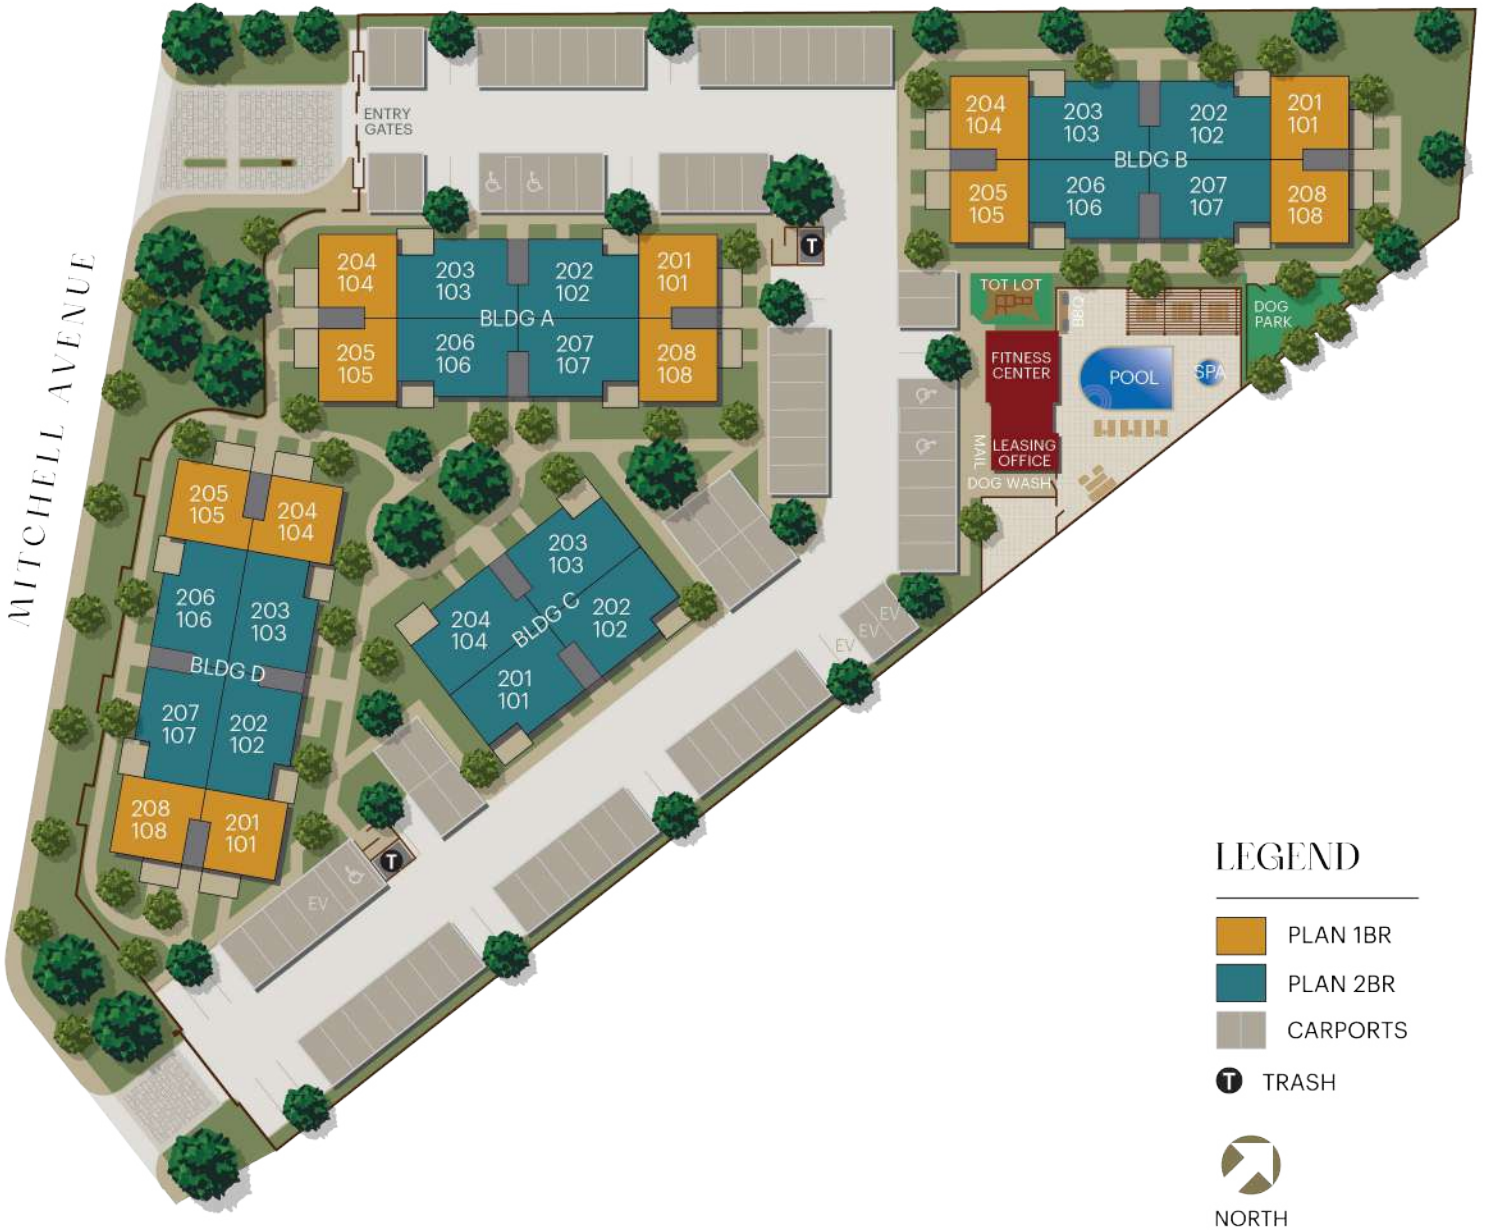 ENTRY
GATES
MITCHELL AVENUE
204
104
203
103
202
102
201
101
BLDG B
205
105
206
106
207
107
208
108
T
204
104
203
103
202
102
201
101
BLDG A
205
105
206
106
207
107
208
108
TOT LOT
BBQ
DOG
PARK
FITNESS
CENTER
POOL
SPA
MAIL
LEASING
OFFICE
DOG WASH
205
105
204
104
206
106
203
103
BLDG D
207
107
202
102
208
108
201
101
203
103
204
104
BLDG C
202
102
201
101
EV
EV
EV
T
EV
LEGEND
PLAN 1BR
PLAN 2BR
CARPORTS
T TRASH
NORTH